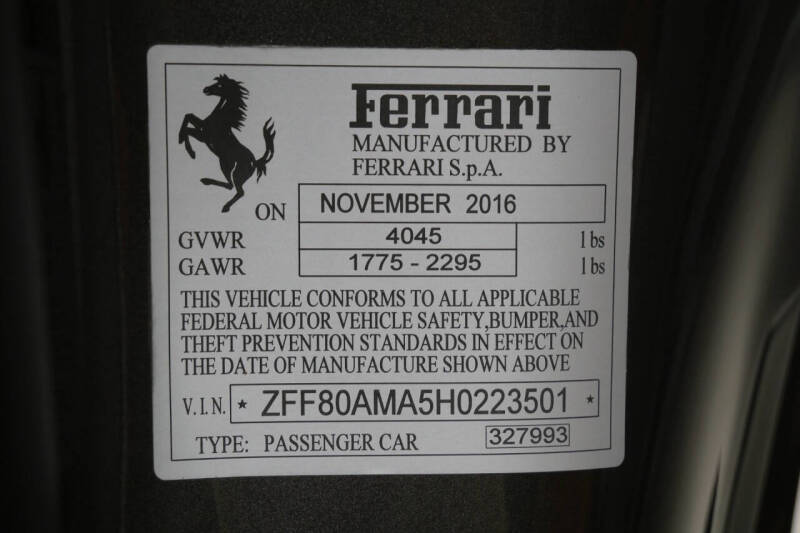 Ferrari
MANUFACTURED BY
FERRARI S.p.A.
ON NOVEMBER 2016
GVWR 4045 lbs
GAWR 1775 - 2295 lbs
THIS VEHICLE CONFORMS TO ALL APPLICABLE
FEDERAL MOTOR VEHICLE SAFETY,BUMPER,AND
THEFT PREVENTION STANDARDS IN EFFECT ON
THE DATE OF MANUFACTURE SHOWN ABOVE
V.I.N. * ZFF80AMA5H0223501 *
TYPE: PASSENGER CAR 327993